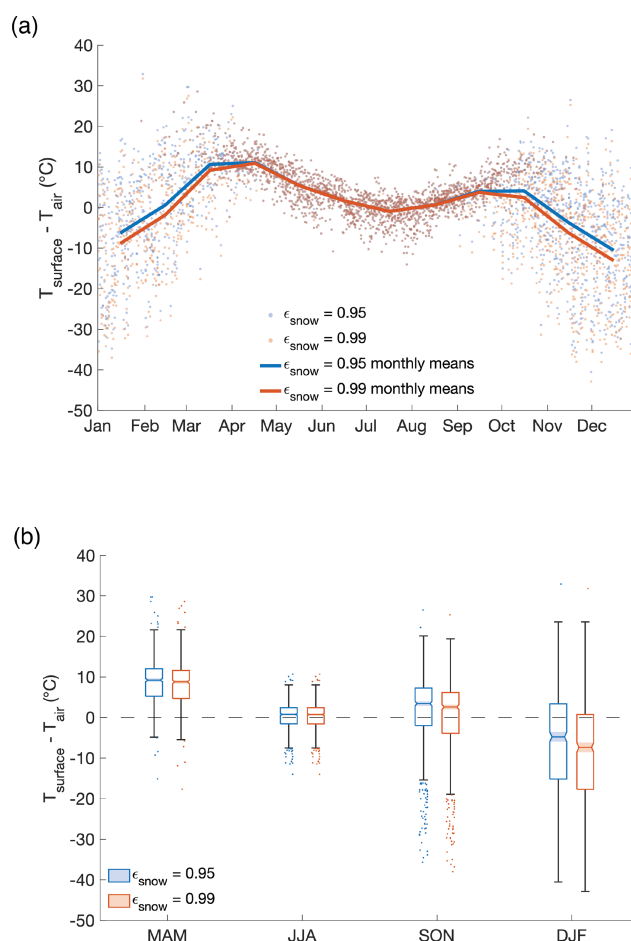 (a)
40
30
20
10
0
-10
-20
-30
-40
-50
T_surface - T_air (°C)
ϵ_snow = 0.95
ϵ_snow = 0.99
ϵ_snow = 0.95 monthly means
ϵ_snow = 0.99 monthly means
Jan Feb Mar Apr May Jun Jul Aug Sep Oct Nov Dec
(b)
40
30
20
10
0
-10
-20
-30
-40
-50
T_surface - T_air (°C)
ϵ_snow = 0.95
ϵ_snow = 0.99
MAM JJA SON DJF